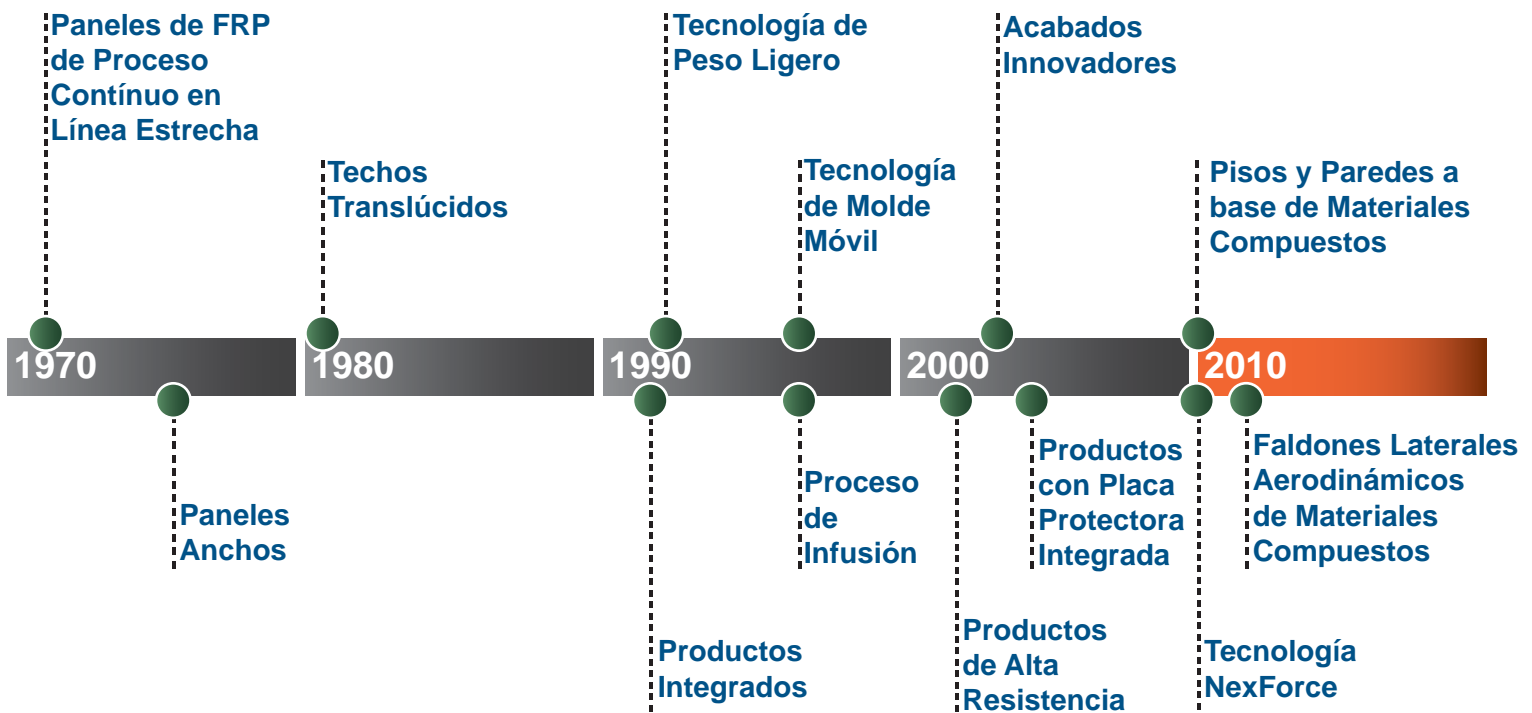 Paneles de FRP
de Proceso
Contínuo en
Línea Estrecha
Tecnología de
Peso Ligero
Acabados
Innovadores
Techos
Translúcidos
Tecnología
de Molde
Móvil
Pisos y Paredes a
base de Materiales
Compuestos
1970
1980
1990
2000
2010
Paneles
Anchos
Proceso
de
Infusión
Productos
con Placa
Protectora
Integrada
Faldones Laterales
Aerodinámicos
de Materiales
Compuestos
Productos
Integrados
Productos
de Alta
Resistencia
Tecnología
NexForce